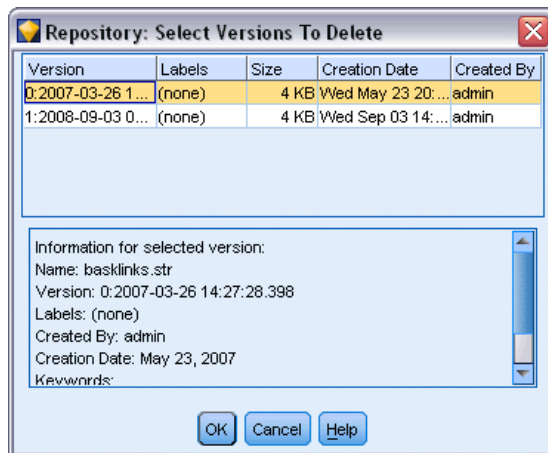 Repository: Select Versions To Delete
Version Labels Size Creation Date Created By
0:2007-03-26 1... (none) 4 KB Wed May 23 20:... admin
1:2008-09-03 0... (none) 4 KB Wed Sep 03 14:... admin
Information for selected version:
Name: basklinks.str
Version: 0:2007-03-26 14:27:28.398
Labels: (none)
Created By: admin
Creation Date: May 23, 2007
Keywords:
OK Cancel Help